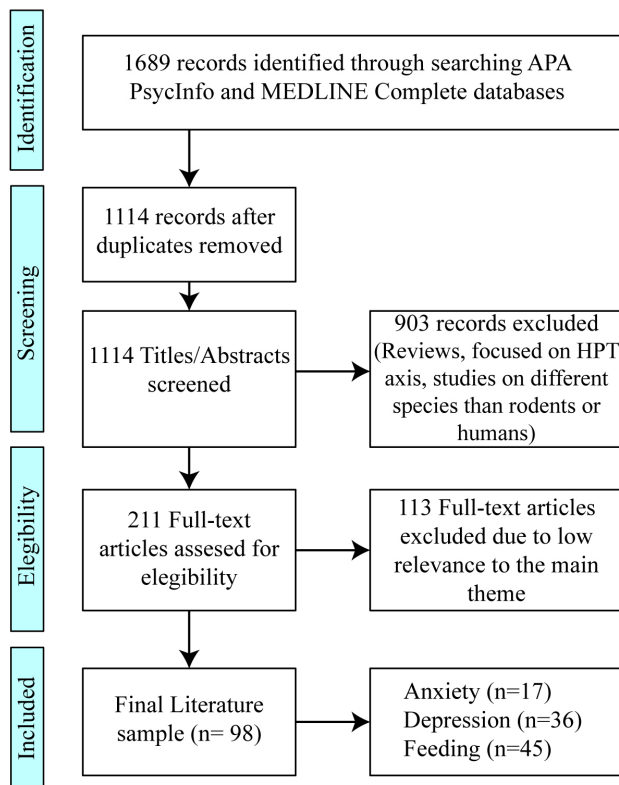 Identification
1689 records identified through searching APA
PsycInfo and MEDLINE Complete databases
Screening
1114 records after
duplicates removed
1114 Titles/Abstracts
screened
903 records excluded
(Reviews, focused on HPT
axis, studies on different
species than rodents or
humans)
Elegibility
211 Full-text
articles assesed for
elegibility
113 Full-text articles
excluded due to low
relevance to the main
theme
Included
Final Literature
sample (n= 98)
Anxiety (n=17)
Depression (n=36)
Feeding (n=45)